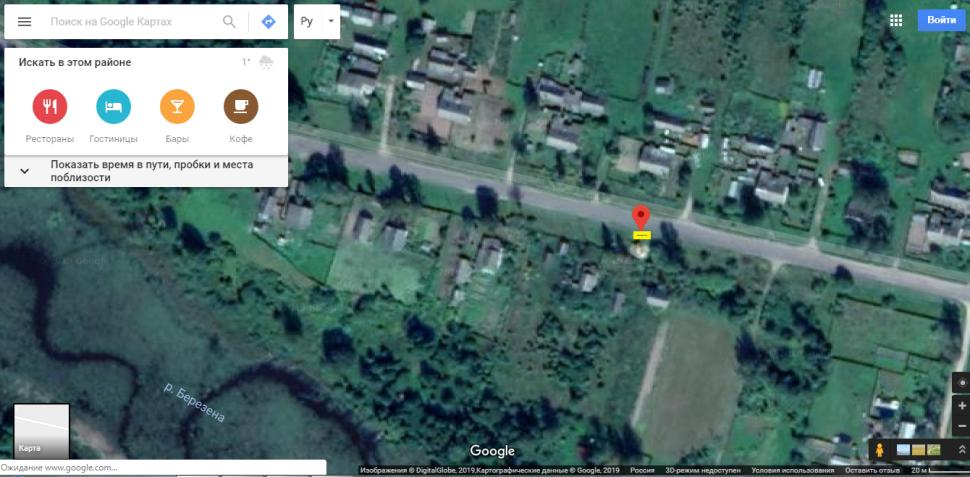 Поиск на Google Картах
Ру
Войти
Искать в этом районе
1°
Рестораны
Гостиницы
Бары
Кофе
Показать время в пути, пробки и места
поблизости
р. Березена
Карта
Google
Ожидание www.google.com...
Изображения © DigitalGlobe, 2019,Картографические данные © Google, 2019 Россия 3D-режим недоступен Условия использования Оставить отзыв 20 м